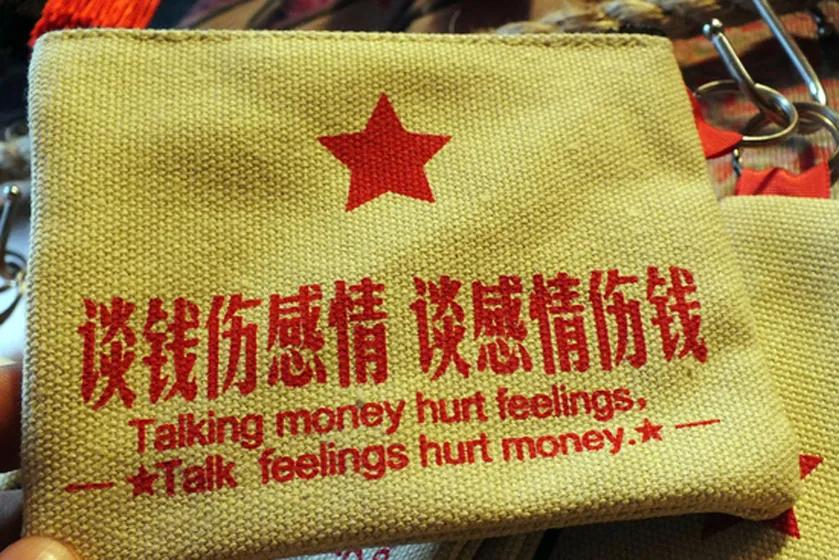 谈钱伤感情 谈感情伤钱
Talking money hurt feelings,
Talk feelings hurt money.